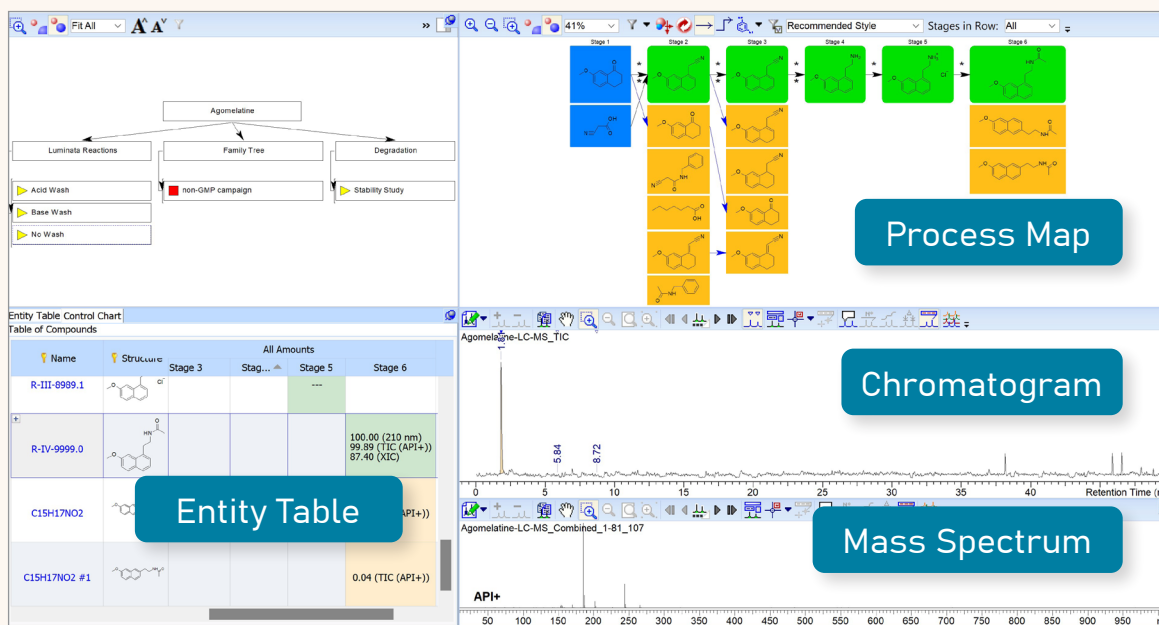 Fit All
41%
Recommended Style
Stages in Row: All
Stage 1 Stage 2 Stage 3 Stage 4 Stage 5 Stage 6
Agomelatine
Luminata Reactions Family Tree Degradation
Acid Wash non-GMP campaign Stability Study
Base Wash
No Wash
Process Map
Entity Table Control Chart
Table of Compounds
Name Structure All Amounts
Stage 3 Stag... Stage 5 Stage 6
R-III-8989.1 ---
R-IV-9999.0 100.00 (210 nm)
99.89 (TIC (API+))
87.40 (XIC)
C15H17NO2 API+))
C15H17NO2 #1 0.04 (TIC (API+))
Entity Table
Agomelatine-LC-MS_TIC
Chromatogram
5.84 8.72
0 5 10 15 20 25 30 35 40 Retention Time
Agomelatine-LC-MS_Combined_1-81_107
Mass Spectrum
API+
50 100 150 200 250 300 350 400 450 500 550 600 650 700 750 800 850 900 950